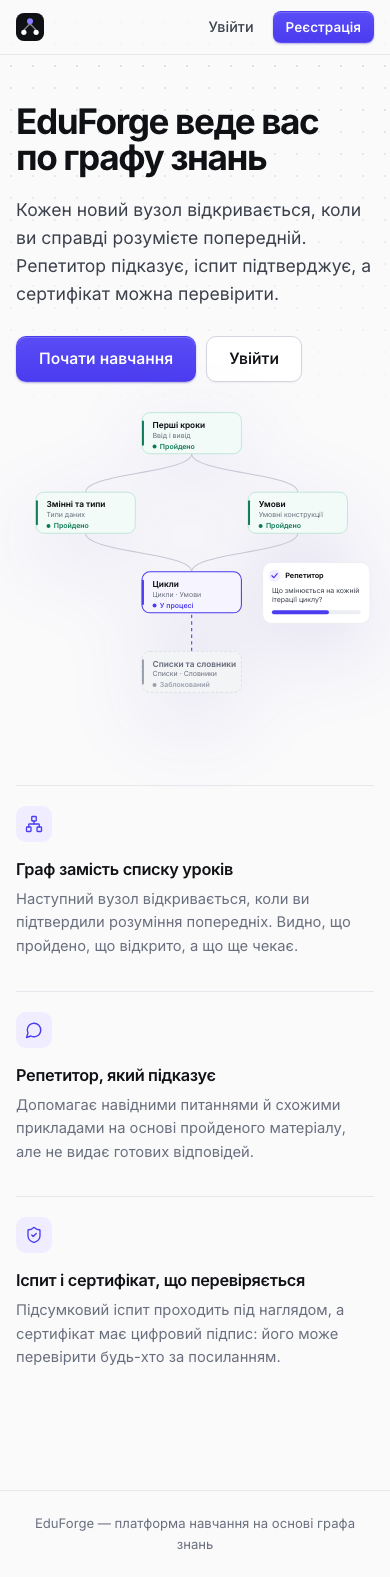 Увійти
Реєстрація
EduForge веде вас
по графу знань
Кожен новий вузол відкривається, коли
ви справді розумієте попередній.
Репетитор підказує, іспит підтверджує, а
сертифікат можна перевірити.
Почати навчання
Увійти
Перші кроки
Ввід і вивід
Пройдено
Змінні та типи
Типи даних
Пройдено
Умови
Умовні конструкції
Пройдено
Цикли
Цикли · Умови
У процесі
Репетитор
Що змінюється на кожній
ітерації циклу?
Списки та словники
Списки · Словники
Заблокований
Граф замість списку уроків
Наступний вузол відкривається, коли ви
підтвердили розуміння попередніх. Видно, що
пройдено, що відкрито, а що ще чекає.
Репетитор, який підказує
Допомагає навідними питаннями й схожими
прикладами на основі пройденого матеріалу,
але не видає готових відповідей.
Іспит і сертифікат, що перевіряється
Підсумковий іспит проходить під наглядом, а
сертифікат має цифровий підпис: його може
перевірити будь-хто за посиланням.
EduForge — платформа навчання на основі графа
знань